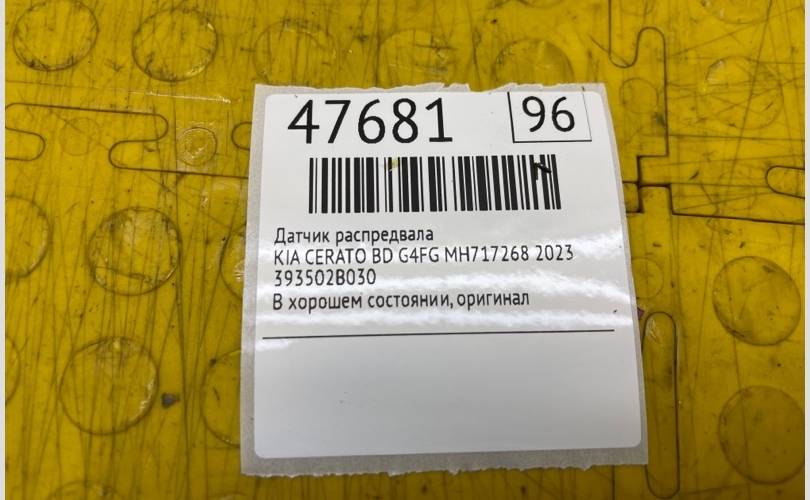 47681 96
Датчик распредвала
KIA CERATO BD G4FG MH717268 2023
393502B030
В хорошем состоянии, оригинал